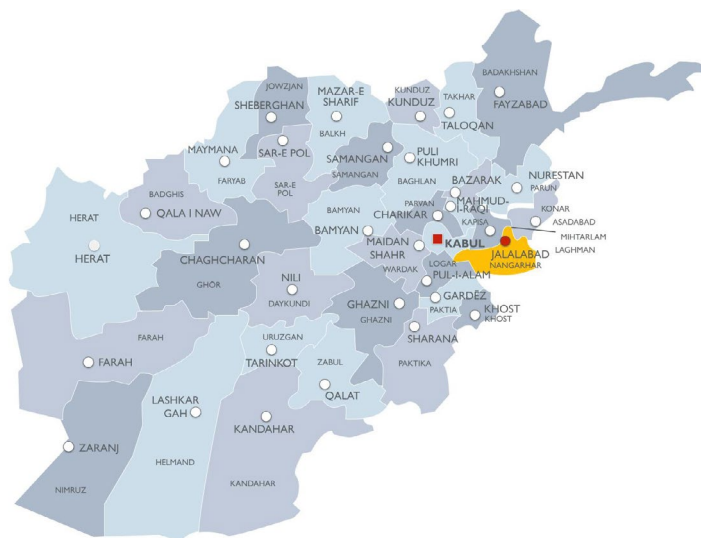 BADAKHSHAN
FAYZABAD
JOWZJAN
SHEBERGHAN
MAZAR-E
SHARIF
BALKH
KUNDUZ
KUNDUZ
TAKHAR
TALOQAN
MAYMANA
FARYAB
SAR-E POL
SAR-E
POL
SAMANGAN
SAMANGAN
PULI
KHUMRI
BAGHLAN
BAZARAK
NURESTAN
PARUN
BADGHIS
QALA I NAW
HERAT
HERAT
BAMYAN
BAMYAN
PARVAN
CHARIKAR
MAHMUD-
I-RAQI
KAPISA
KONAR
ASADABAD
MIHTARLAM
LAGHMAN
KABUL
JALALABAD
NANGARHAR
CHAGHCHARAN
GHŌR
MAIDAN
SHAHR
WARDAK
LOGAR
PUL-I-ALAM
NILI
DAYKUNDI
GHAZNI
GHAZNI
GARDĒZ
PAKTIA
KHOST
KHOST
FARAH
FARAH
URUZGAN
TARINKOT
ZABUL
QALAT
SHARANA
PAKTIKA
LASHKAR
GAH
KANDAHAR
ZARANJ
HELMAND
NIMRUZ
KANDAHAR